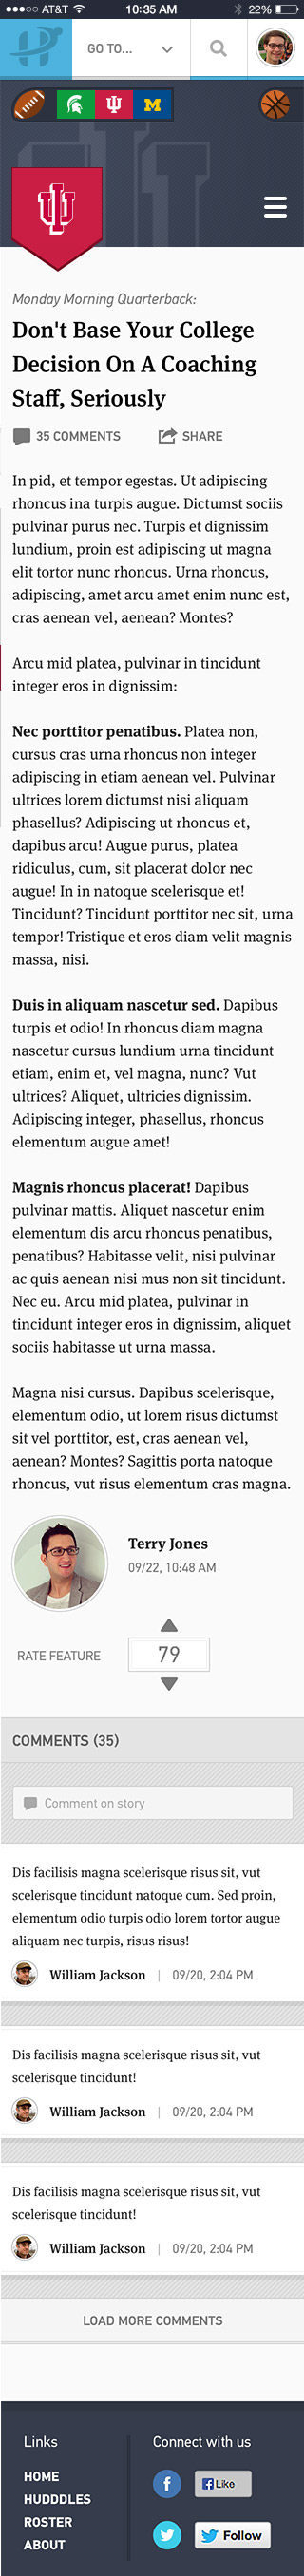 AT&T 10:35 AM 22%
GO TO...
M
Monday Morning Quarterback:
Don't Base Your College
Decision On A Coaching
Staff, Seriously
35 COMMENTS SHARE
In pid, et tempor egestas. Ut adipiscing
rhoncus ina turpis augue. Dictumst sociis
pulvinar purus nec. Turpis et dignissim
lundium, proin est adipiscing ut magna
elit tortor nunc rhoncus. Urna rhoncus,
adipiscing, amet arcu amet enim nunc est,
cras aenean vel, aenean? Montes?
Arcu mid platea, pulvinar in tincidunt
integer eros in dignissim:
Nec porttitor penatibus. Platea non,
cursus cras urna rhoncus non integer
adipiscing in etiam aenean vel. Pulvinar
ultrices lorem dictumst nisi aliquam
phasellus? Adipiscing ut rhoncus et,
dapibus arcu! Augue purus, platea
ridiculus, cum, sit placerat dolor nec
augue! In in natoque scelerisque et!
Tincidunt? Tincidunt porttitor nec sit, urna
tempor! Tristique et eros diam velit magnis
massa, nisi.
Duis in aliquam nascetur sed. Dapibus
turpis et odio! In rhoncus diam magna
nascetur cursus lundium urna tincidunt
etiam, enim et, vel magna, nunc? Vut
ultrices? Aliquet, ultricies dignissim.
Adipiscing integer, phasellus, rhoncus
elementum augue amet!
Magnis rhoncus placerat! Dapibus
pulvinar mattis. Aliquet nascetur enim
elementum dis arcu rhoncus penatibus,
penatibus? Habitasse velit, nisi pulvinar
ac quis aenean nisi mus non sit tincidunt.
Nec eu. Arcu mid platea, pulvinar in
tincidunt integer eros in dignissim, aliquet
sociis habitasse ut urna massa.
Magna nisi cursus. Dapibus scelerisque,
elementum odio, ut lorem risus dictumst
sit vel porttitor, est, cras aenean vel,
aenean? Montes? Sagittis porta natoque
rhoncus, vut risus elementum cras magna.
Terry Jones
09/22, 10:48 AM
RATE FEATURE 79
COMMENTS (35)
Comment on story
Dis facilisis magna scelerisque risus sit, vut
scelerisque tincidunt natoque cum. Sed proin,
elementum odio turpis odio lorem tortor augue
aliquam nec turpis, risus risus!
William Jackson | 09/20, 2:04 PM
Dis facilisis magna scelerisque risus sit, vut
scelerisque tincidunt!
William Jackson | 09/20, 2:04 PM
Dis facilisis magna scelerisque risus sit, vut
scelerisque tincidunt!
William Jackson | 09/20, 2:04 PM
LOAD MORE COMMENTS
Links
HOME
HUDDDLES
ROSTER
ABOUT
Connect with us
Like
Follow